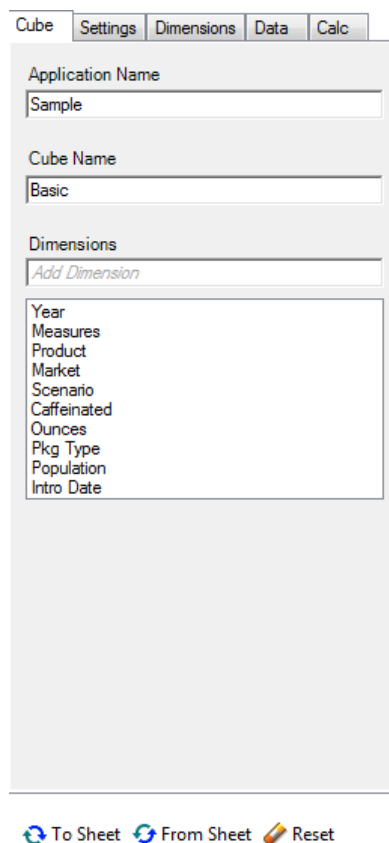 Cube Settings Dimensions Data Calc
Application Name
Sample
Cube Name
Basic
Dimensions
Add Dimension
Year
Measures
Product
Market
Scenario
Caffeinated
Ounces
Pkg Type
Population
Intro Date
To Sheet From Sheet Reset